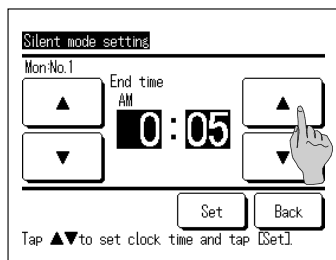 Silent mode setting
Mon:No.1
End time
AM
▲ 0:05 ▲
▼ ▼
Set Back
Tap ▲▼to set clock time and tap [Set].